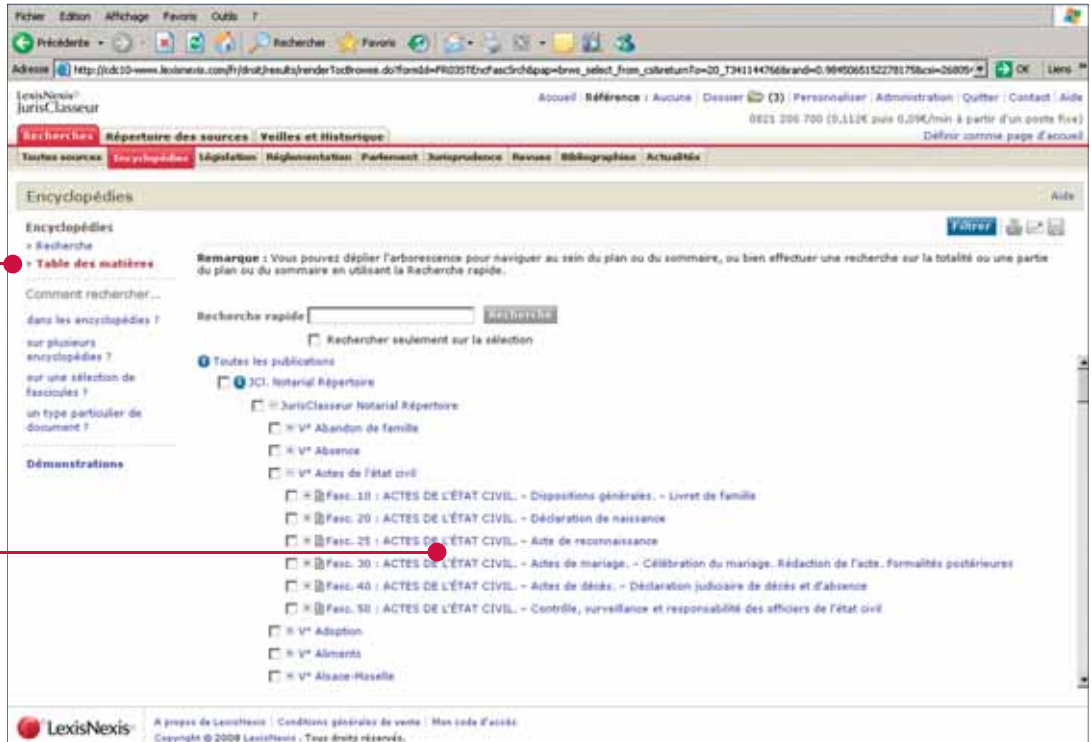 Fichier Edition Affichage Favoris Outils ?
Précédente Rechercher Favoris
Adresse OK Liens
LexisNexis®
JurisClasseur
Accueil Référence : Aucune Dossier (3) Personnaliser Administration Quitter Contact Aide
0821 200 700 (0,112€ puis 0,09€/min à partir d'un poste fixe)
Définir comme page d'accueil
Recherches Répertoire des sources Veilles et Historique
Toutes sources Encyclopédies Législation Réglementation Parlement Jurisprudence Revues Bibliographies Actualités
Encyclopédies Aide
Encyclopédies
» Recherche
» Table des matières
Comment rechercher...
dans les encyclopédies ?
sur plusieurs
encyclopédies ?
sur une sélection de
fascicules ?
un type particulier de
document ?
Démonstrations
Filtrer
Remarque : Vous pouvez déplier l'arborescence pour naviguer au sein du plan ou du sommaire, ou bien effectuer une recherche sur la totalité ou une partie
du plan ou du sommaire en utilisant la Recherche rapide.
Recherche rapide Recherche
Rechercher seulement sur la sélection
Toutes les publications
JCl. Notarial Répertoire
JurisClasseur Notarial Répertoire
V° Abandon de famille
V° Absence
V° Actes de l'état civil
Fasc. 10 : ACTES DE L'ÉTAT CIVIL. – Dispositions générales. – Livret de famille
Fasc. 20 : ACTES DE L'ÉTAT CIVIL. – Déclaration de naissance
Fasc. 25 : ACTES DE L'ÉTAT CIVIL. – Acte de reconnaissance
Fasc. 30 : ACTES DE L'ÉTAT CIVIL. – Actes de mariage. – Célébration du mariage. Rédaction de l'acte. Formalités postérieures
Fasc. 40 : ACTES DE L'ÉTAT CIVIL. – Actes de décès. – Déclaration judiciaire de décès et d'absence
Fasc. 50 : ACTES DE L'ÉTAT CIVIL. – Contrôle, surveillance et responsabilité des officiers de l'état civil
V° Adoption
V° Aliments
V° Alsace-Moselle
LexisNexis®
A propos de LexisNexis Conditions générales de vente Mon code d'accès
Copyright © 2008 LexisNexis. Tous droits réservés.